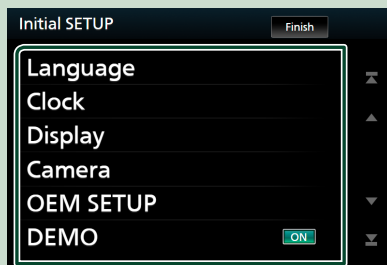 Initial SETUP
Finish
Language
Clock
Display
Camera
OEM SETUP
DEMO
ON